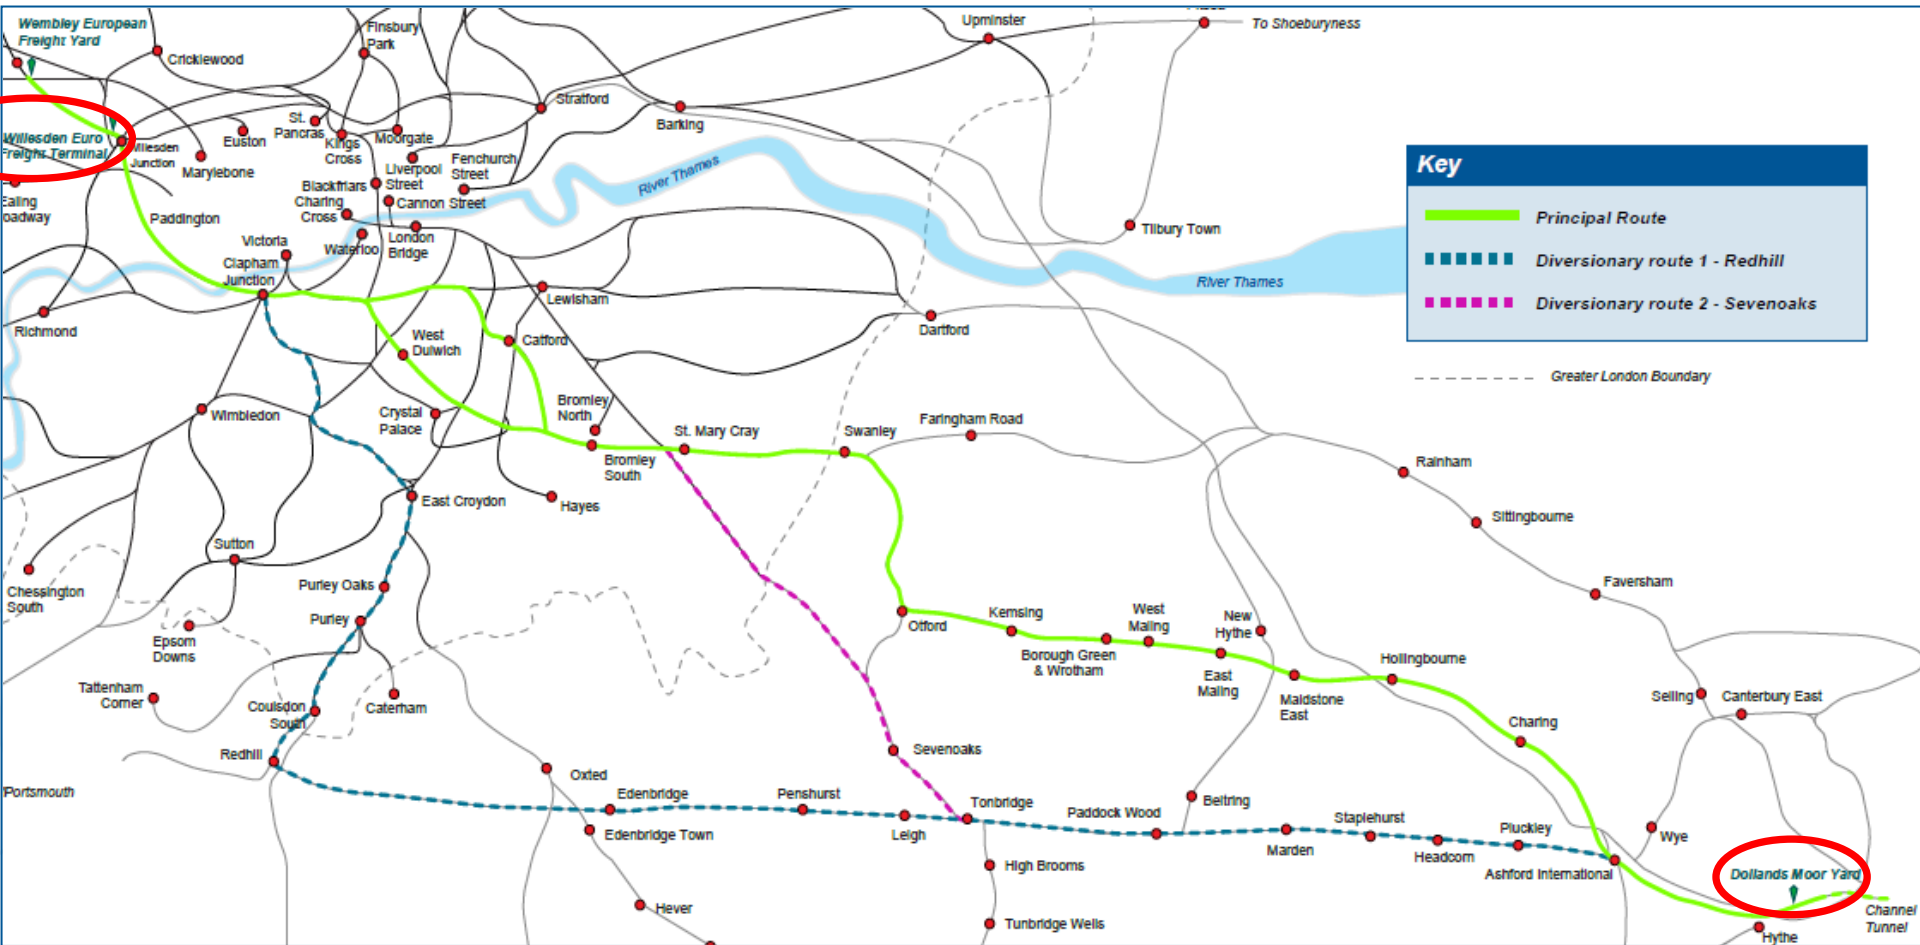 Wembley European
Freight Yard
Cricklewood
Finsbury
Park
Upminster
To Shoeburyness
Willesden Euro
Freight Terminal
Willesden
Junction
St.
Pancras
Euston
Marylebone
Kings
Cross
Moorgate
Liverpool
Street
Fenchurch
Street
Stratford
Barking
Blackfriars
Charing
Cross
Cannon Street
River Thames
Ealing
Broadway
Paddington
Victoria
Waterloo
London
Bridge
Clapham
Junction
Tilbury Town
River Thames
Key
Principal Route
Diversionary route 1 - Redhill
Diversionary route 2 - Sevenoaks
Greater London Boundary
Richmond
Lewisham
West
Dulwich
Catford
Dartford
Wimbledon
Crystal
Palace
Bromley
North
St. Mary Cray
Swanley
Faringham Road
Bromley
South
Rainham
East Croydon
Hayes
Sittingbourne
Sutton
Chessington
South
Purley Oaks
Purley
Epsom
Downs
Faversham
Otford
Kemsing
Borough Green
& Wrotham
West
Maling
New
Hythe
East
Maling
Maidstone
East
Hollingbourne
Tattenham
Corner
Coulsdon
South
Caterham
Selling
Canterbury East
Charing
Redhill
Sevenoaks
Oxted
Portsmouth
Edenbridge
Edenbridge Town
Penshurst
Leigh
Tonbridge
Paddock Wood
Beltring
Marden
Staplehurst
Headcorn
Pluckley
Ashford International
Wye
High Brooms
Hever
Tunbridge Wells
Dollands Moor Yard
Channel
Tunnel
Hythe